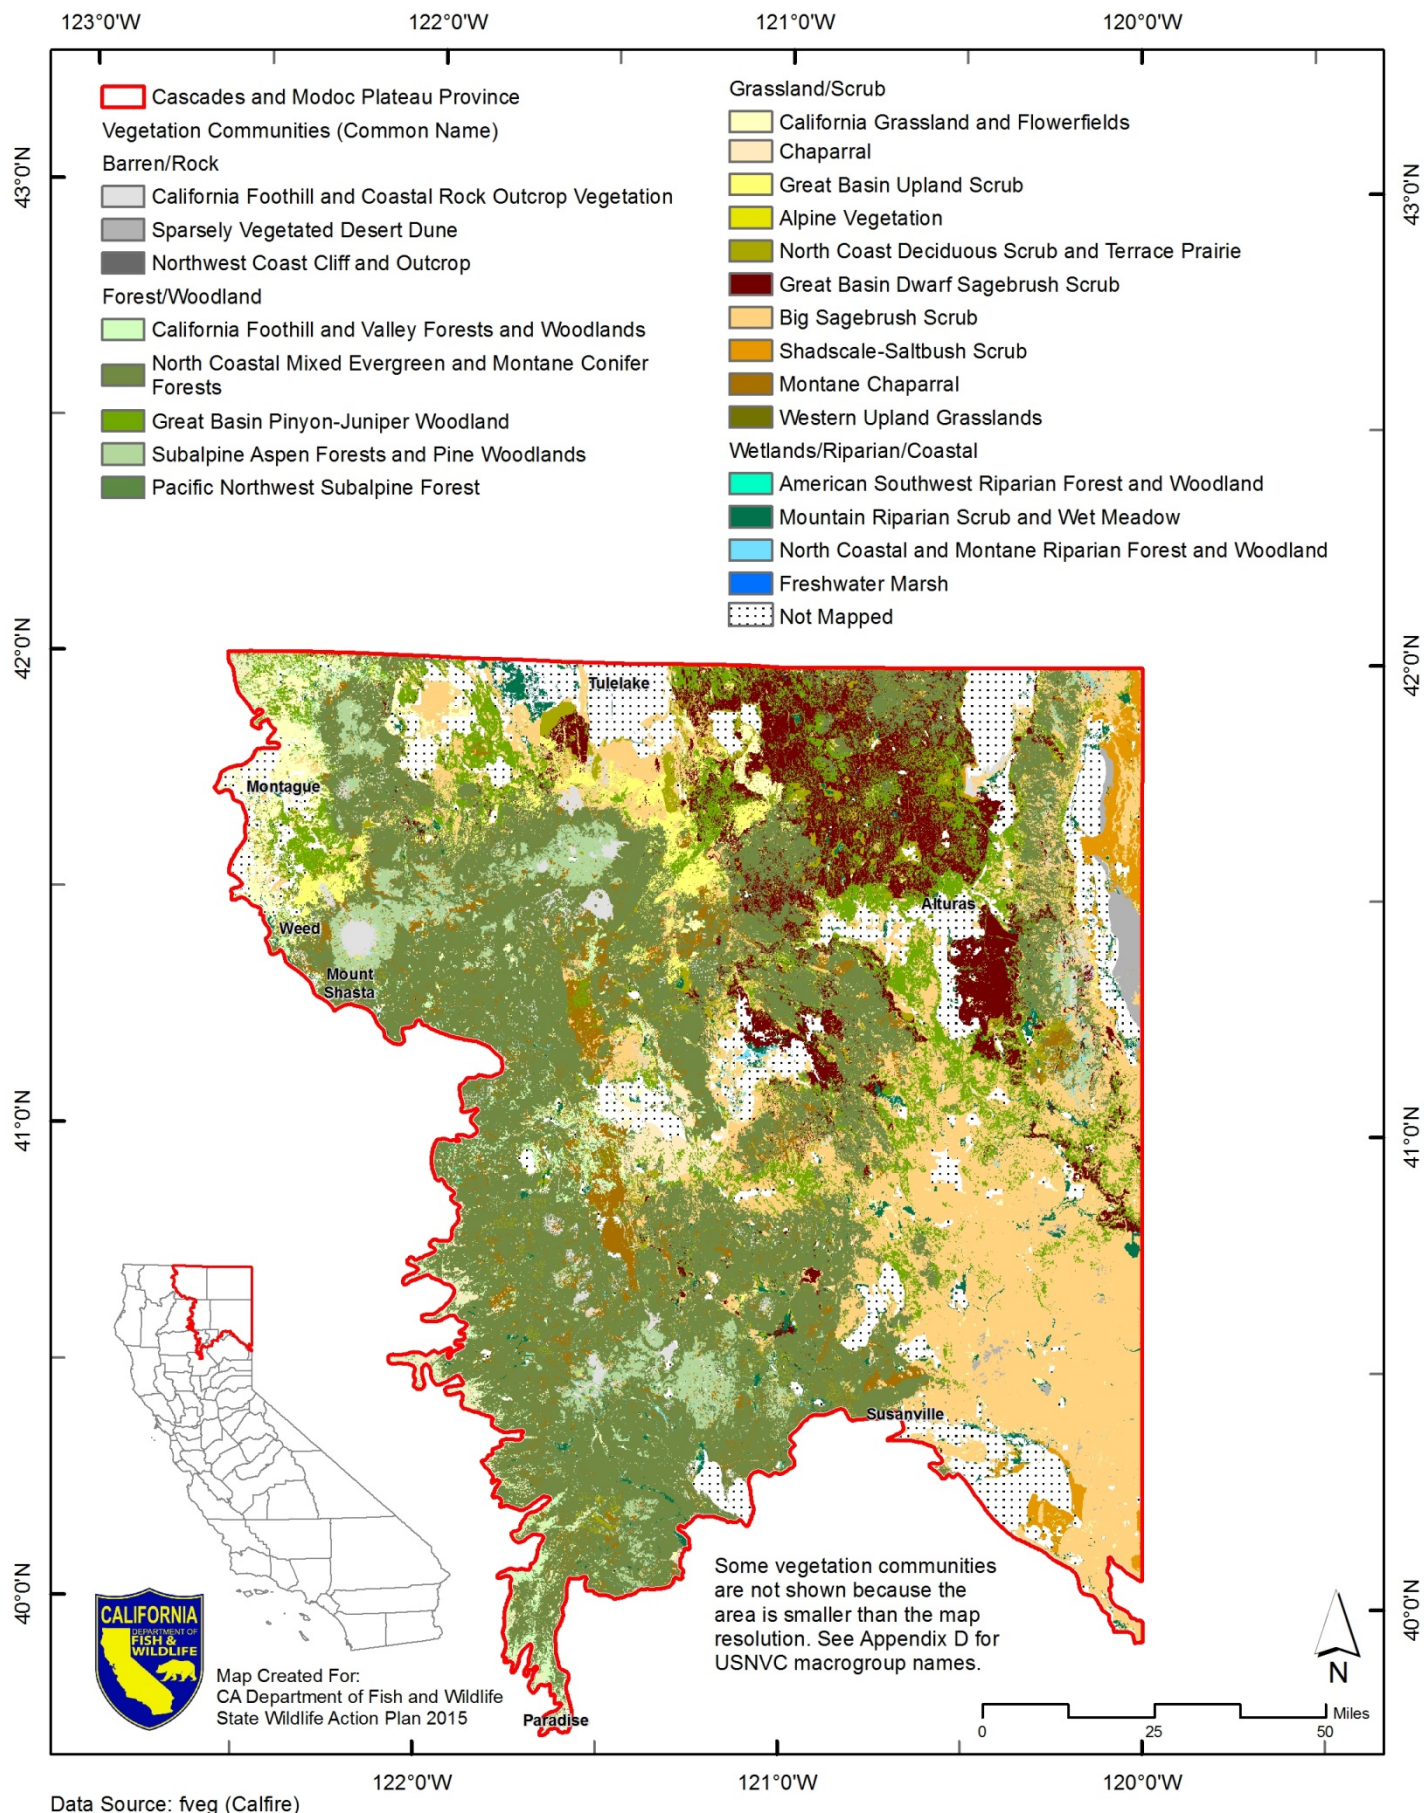 123°0'W 122°0'W 121°0'W 120°0'W
43°0'N
42°0'N
41°0'N
40°0'N
Cascades and Modoc Plateau Province
Vegetation Communities (Common Name)
Barren/Rock
California Foothill and Coastal Rock Outcrop Vegetation
Sparsely Vegetated Desert Dune
Northwest Coast Cliff and Outcrop
Forest/Woodland
California Foothill and Valley Forests and Woodlands
North Coastal Mixed Evergreen and Montane Conifer
Forests
Great Basin Pinyon-Juniper Woodland
Subalpine Aspen Forests and Pine Woodlands
Pacific Northwest Subalpine Forest
Grassland/Scrub
California Grassland and Flowerfields
Chaparral
Great Basin Upland Scrub
Alpine Vegetation
North Coast Deciduous Scrub and Terrace Prairie
Great Basin Dwarf Sagebrush Scrub
Big Sagebrush Scrub
Shadscale-Saltbush Scrub
Montane Chaparral
Western Upland Grasslands
Wetlands/Riparian/Coastal
American Southwest Riparian Forest and Woodland
Mountain Riparian Scrub and Wet Meadow
North Coastal and Montane Riparian Forest and Woodland
Freshwater Marsh
Not Mapped
43°0'N
42°0'N
41°0'N
40°0'N
Tulelake
Montague
Alturas
Weed
Mount
Shasta
Susanville
Paradise
Some vegetation communities
are not shown because the
area is smaller than the map
resolution. See Appendix D for
USNVC macrogroup names.
CALIFORNIA
DEPARTMENT OF
FISH &
WILDLIFE
Map Created For:
CA Department of Fish and Wildlife
State Wildlife Action Plan 2015
N
Miles
0 25 50
122°0'W 121°0'W 120°0'W
Data Source: fveg (Calfire)